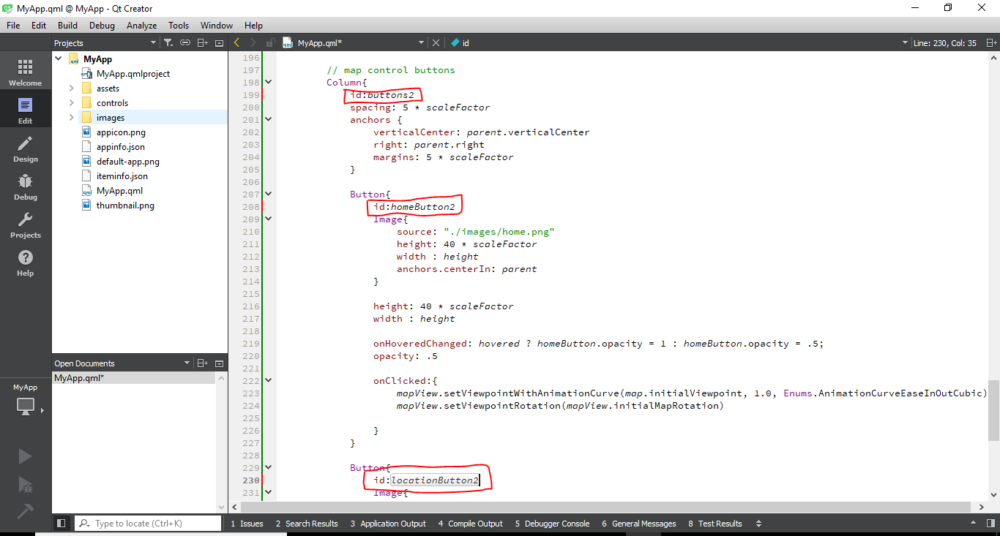 MyApp.qml @ MyApp - Qt Creator
File Edit Build Debug Analyze Tools Window Help
Projects
MyApp.qml*
id
Line: 230, Col: 35
Welcome
Edit
Design
Debug
Projects
Help
MyApp
MyApp.qmlproject
assets
controls
images
appicon.png
appinfo.json
default-app.png
iteminfo.json
MyApp.qml
thumbnail.png
Open Documents
MyApp.qml*
MyApp
196
197 // map control buttons
198 Column{
199 id:buttons2
200 spacing: 5 * scaleFactor
201 anchors {
202 verticalCenter: parent.verticalCenter
203 right: parent.right
204 margins: 5 * scaleFactor
205 }
206
207 Button{
208 id:homeButton2
209 Image{
210 source: "./images/home.png"
211 height: 40 * scaleFactor
212 width : height
213 anchors.centerIn: parent
214 }
215
216 height: 40 * scaleFactor
217 width : height
218
219 onHoveredChanged: hovered ? homeButton.opacity = 1 : homeButton.opacity = .5;
220 opacity: .5
221
222 onClicked:{
223 mapView.setViewpointWithAnimationCurve(map.initialViewpoint, 1.0, Enums.AnimationCurveEaseInOutCubic)
224 mapView.setViewpointRotation(mapView.initialMapRotation)
225
226 }
227 }
228
229 Button{
230 id:locationButton2
231 Image{
Type to locate (Ctrl+K)
1 Issues 2 Search Results 3 Application Output 4 Compile Output 5 Debugger Console 6 General Messages 8 Test Results